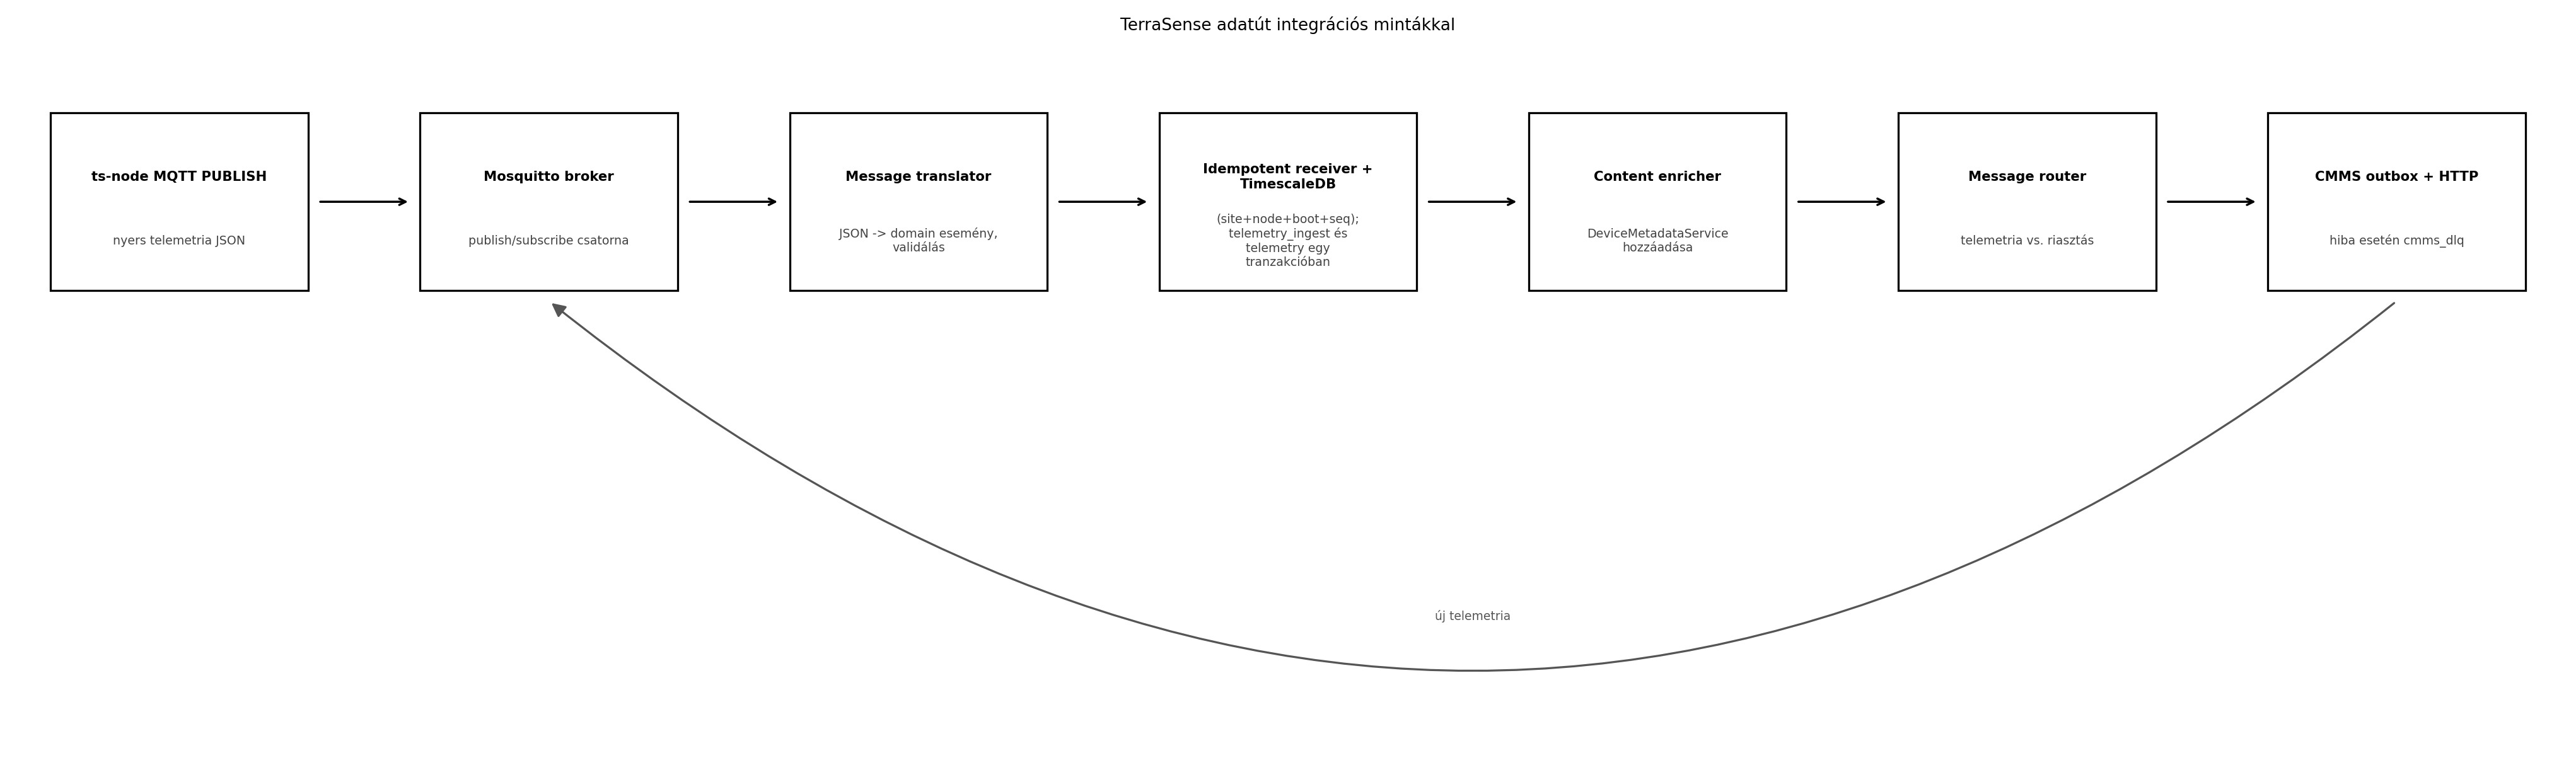 TerraSense adatút integrációs mintákkal
ts-node MQTT PUBLISH
nyers telemetria JSON
Mosquitto broker
publish/subscribe csatorna
Message translator
JSON -> domain esemény,
validálás
Idempotent receiver +
TimescaleDB
(site+node+boot+seq);
telemetry_ingest és
telemetry egy
tranzakcióban
Content enricher
DeviceMetadataService
hozzáadása
Message router
telemetria vs. riasztás
CMMS outbox + HTTP
hiba esetén cmms_dlq
új telemetria